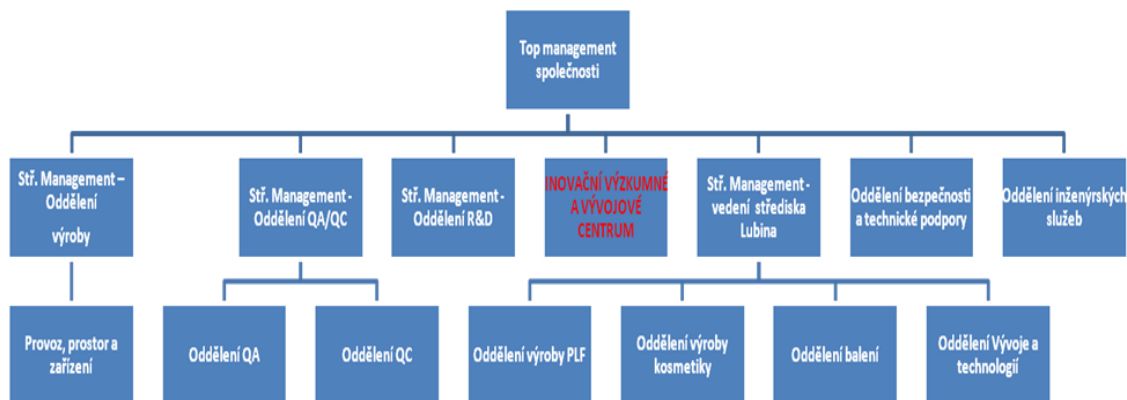 Top management
společnosti
Stř. Management –
Oddělení
výroby
Stř. Management -
Oddělení QA/QC
Stř. Management -
Oddělení R&D
INOVAČNÍ VÝZKUMNÉ
A VÝVOJOVÉ
CENTRUM
Stř. Management -
vedení střediska
Lubina
Oddělení bezpečnosti
a technické podpory
Oddělení inženýrských
služeb
Provoz, prostor a
zařízení
Oddělení QA
Oddělení QC
Oddělení výroby PLF
Oddělení výroby
kosmetiky
Oddělení balení
Oddělení Vývoje a
technologií